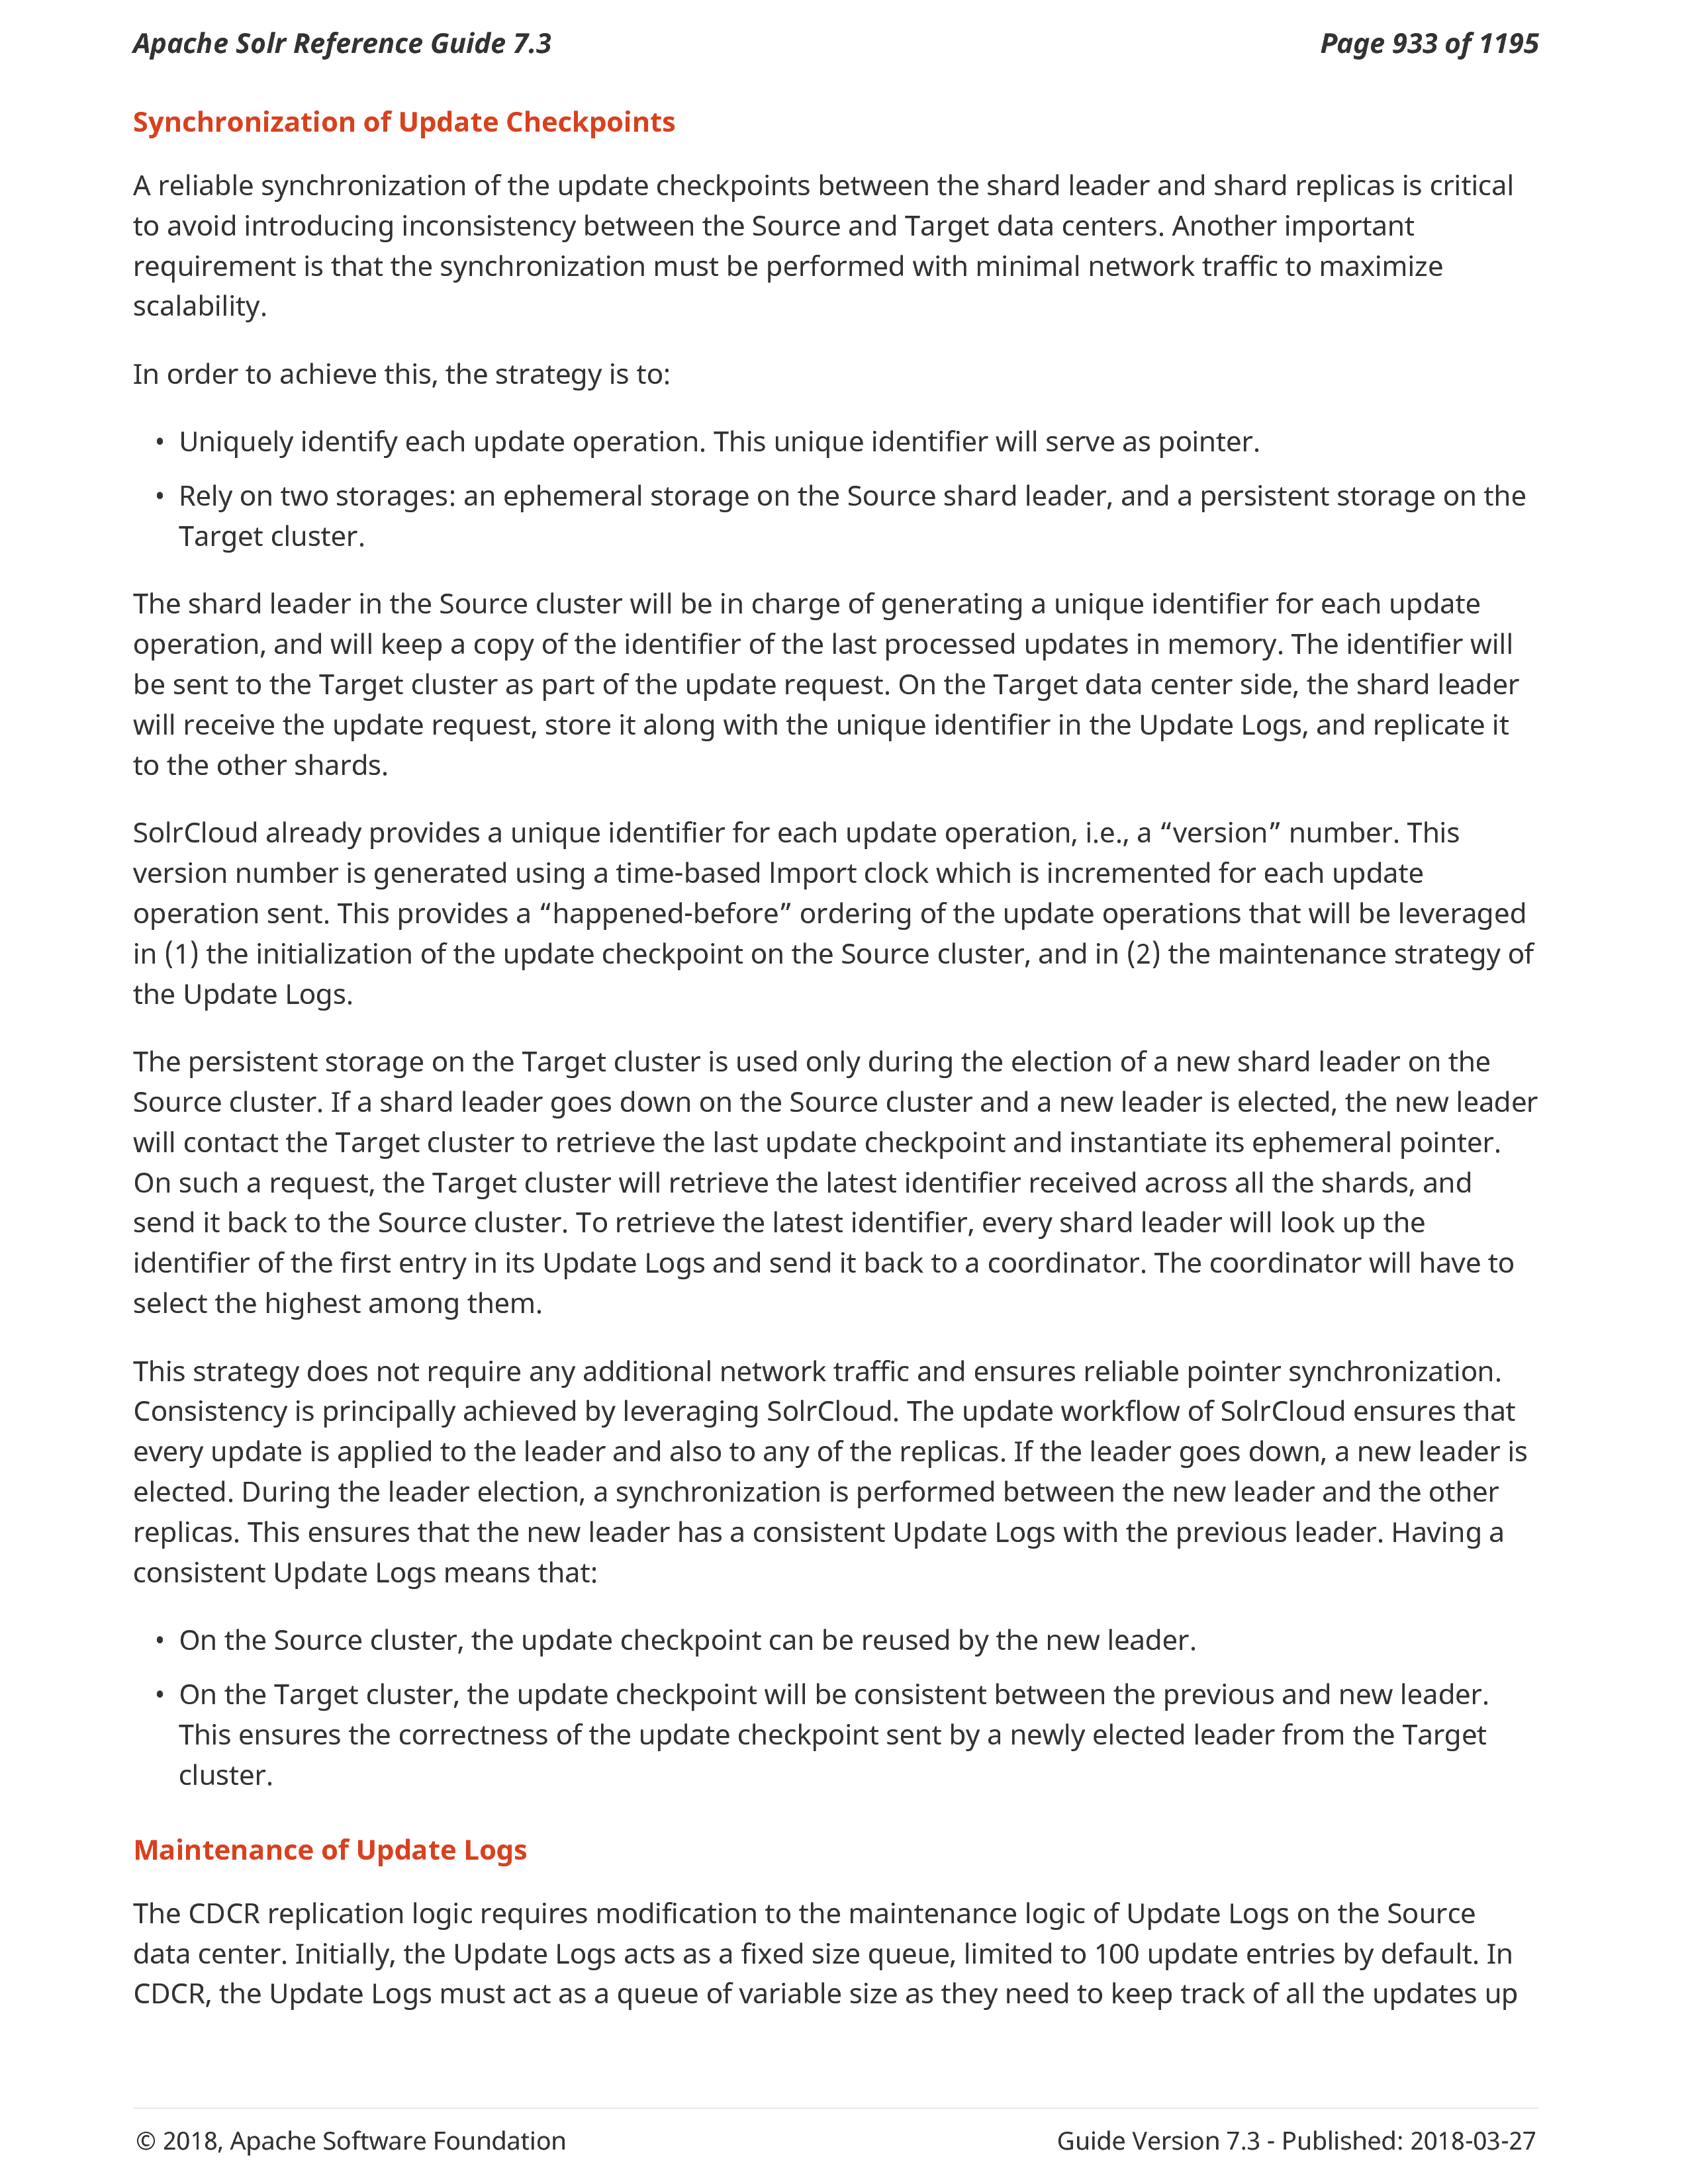 Apache Solr Reference Guide 7.3
Page 933 of 1195
Synchronization of Update Checkpoints
A reliable synchronization of the update checkpoints between the shard leader and shard replicas is critical
to avoid introducing inconsistency between the Source and Target data centers. Another important
requirement is that the synchronization must be performed with minimal network traffic to maximize
scalability.
In order to achieve this, the strategy is to:
• Uniquely identify each update operation. This unique identifier will serve as pointer.
• Rely on two storages: an ephemeral storage on the Source shard leader, and a persistent storage on the
Target cluster.
The shard leader in the Source cluster will be in charge of generating a unique identifier for each update
operation, and will keep a copy of the identifier of the last processed updates in memory. The identifier will
be sent to the Target cluster as part of the update request. On the Target data center side, the shard leader
will receive the update request, store it along with the unique identifier in the Update Logs, and replicate it
to the other shards.
SolrCloud already provides a unique identifier for each update operation, i.e., a “version” number. This
version number is generated using a time-based lmport clock which is incremented for each update
operation sent. This provides a “happened-before” ordering of the update operations that will be leveraged
in (1) the initialization of the update checkpoint on the Source cluster, and in (2) the maintenance strategy of
the Update Logs.
The persistent storage on the Target cluster is used only during the election of a new shard leader on the
Source cluster. If a shard leader goes down on the Source cluster and a new leader is elected, the new leader
will contact the Target cluster to retrieve the last update checkpoint and instantiate its ephemeral pointer.
On such a request, the Target cluster will retrieve the latest identifier received across all the shards, and
send it back to the Source cluster. To retrieve the latest identifier, every shard leader will look up the
identifier of the first entry in its Update Logs and send it back to a coordinator. The coordinator will have to
select the highest among them.
This strategy does not require any additional network traffic and ensures reliable pointer synchronization.
Consistency is principally achieved by leveraging SolrCloud. The update workflow of SolrCloud ensures that
every update is applied to the leader and also to any of the replicas. If the leader goes down, a new leader is
elected. During the leader election, a synchronization is performed between the new leader and the other
replicas. This ensures that the new leader has a consistent Update Logs with the previous leader. Having a
consistent Update Logs means that:
• On the Source cluster, the update checkpoint can be reused by the new leader.
• On the Target cluster, the update checkpoint will be consistent between the previous and new leader.
This ensures the correctness of the update checkpoint sent by a newly elected leader from the Target
cluster.
Maintenance of Update Logs
The CDCR replication logic requires modification to the maintenance logic of Update Logs on the Source
data center. Initially, the Update Logs acts as a fixed size queue, limited to 100 update entries by default. In
CDCR, the Update Logs must act as a queue of variable size as they need to keep track of all the updates up
© 2018, Apache Software Foundation
Guide Version 7.3 - Published: 2018-03-27